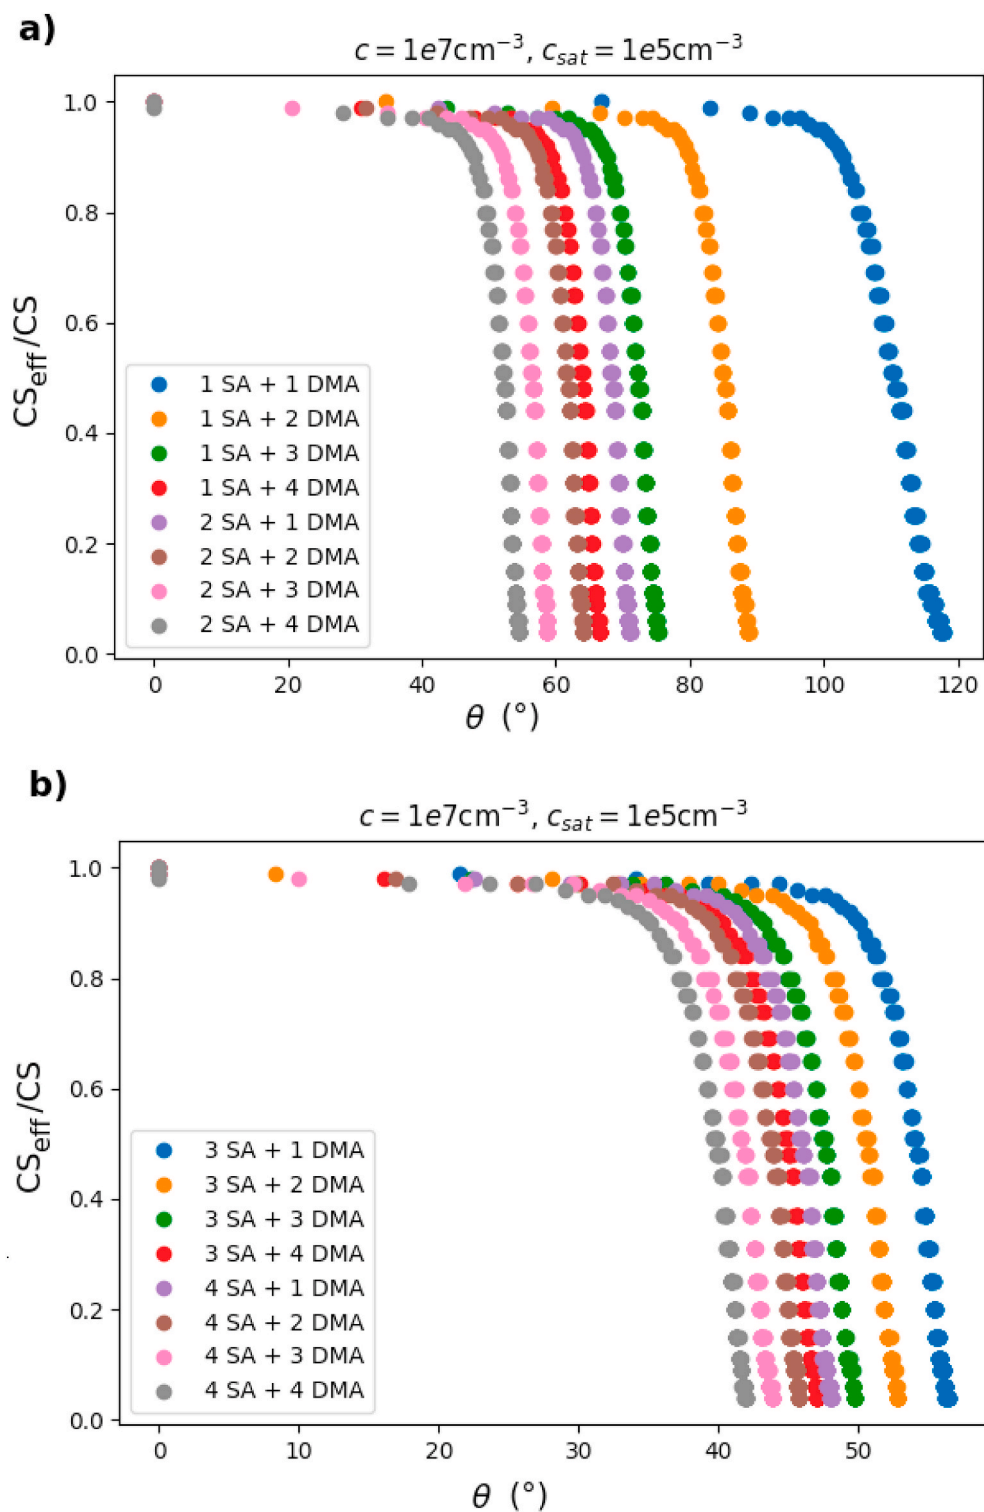 a)
c = 1e7cm⁻³, c_sat = 1e5cm⁻³
CS_eff/CS
1.0
0.8
0.6
0.4
0.2
0.0
1 SA + 1 DMA
1 SA + 2 DMA
1 SA + 3 DMA
1 SA + 4 DMA
2 SA + 1 DMA
2 SA + 2 DMA
2 SA + 3 DMA
2 SA + 4 DMA
0 20 40 60 80 100 120
θ (°)
b)
c = 1e7cm⁻³, c_sat = 1e5cm⁻³
CS_eff/CS
1.0
0.8
0.6
0.4
0.2
0.0
3 SA + 1 DMA
3 SA + 2 DMA
3 SA + 3 DMA
3 SA + 4 DMA
4 SA + 1 DMA
4 SA + 2 DMA
4 SA + 3 DMA
4 SA + 4 DMA
0 10 20 30 40 50
θ (°)